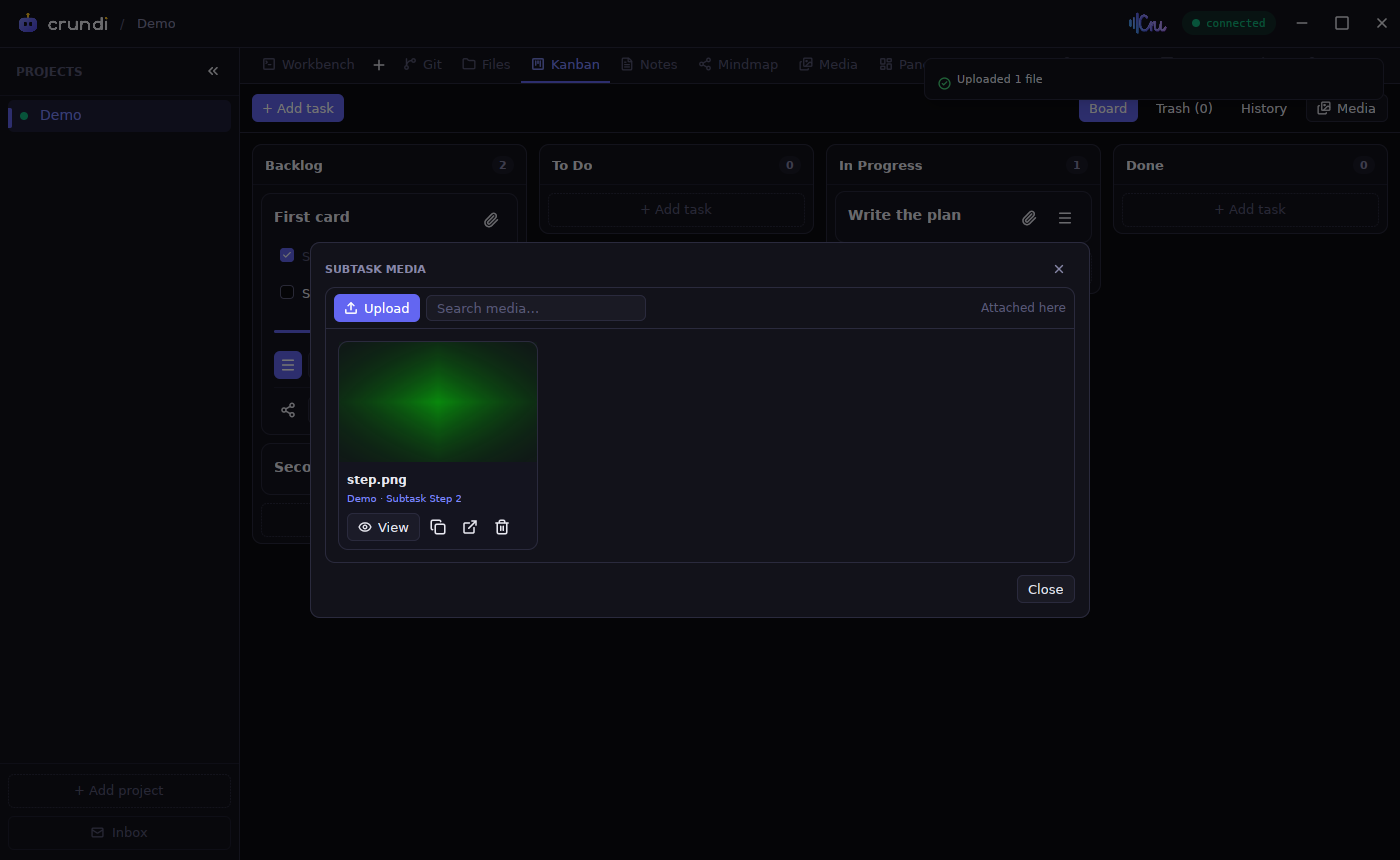 crundi / Demo
Cru
connected
PROJECTS
Demo
+ Add project
Inbox
Workbench
Git
Files
Kanban
Notes
Mindmap
Media
Uploaded 1 file
+ Add task
Board
Trash (0)
History
Media
Backlog 2
To Do 0
In Progress 1
Done 0
First card
+ Add task
Write the plan
+ Add task
SUBTASK MEDIA
Upload
Search media...
Attached here
step.png
Demo · Subtask Step 2
View
Close